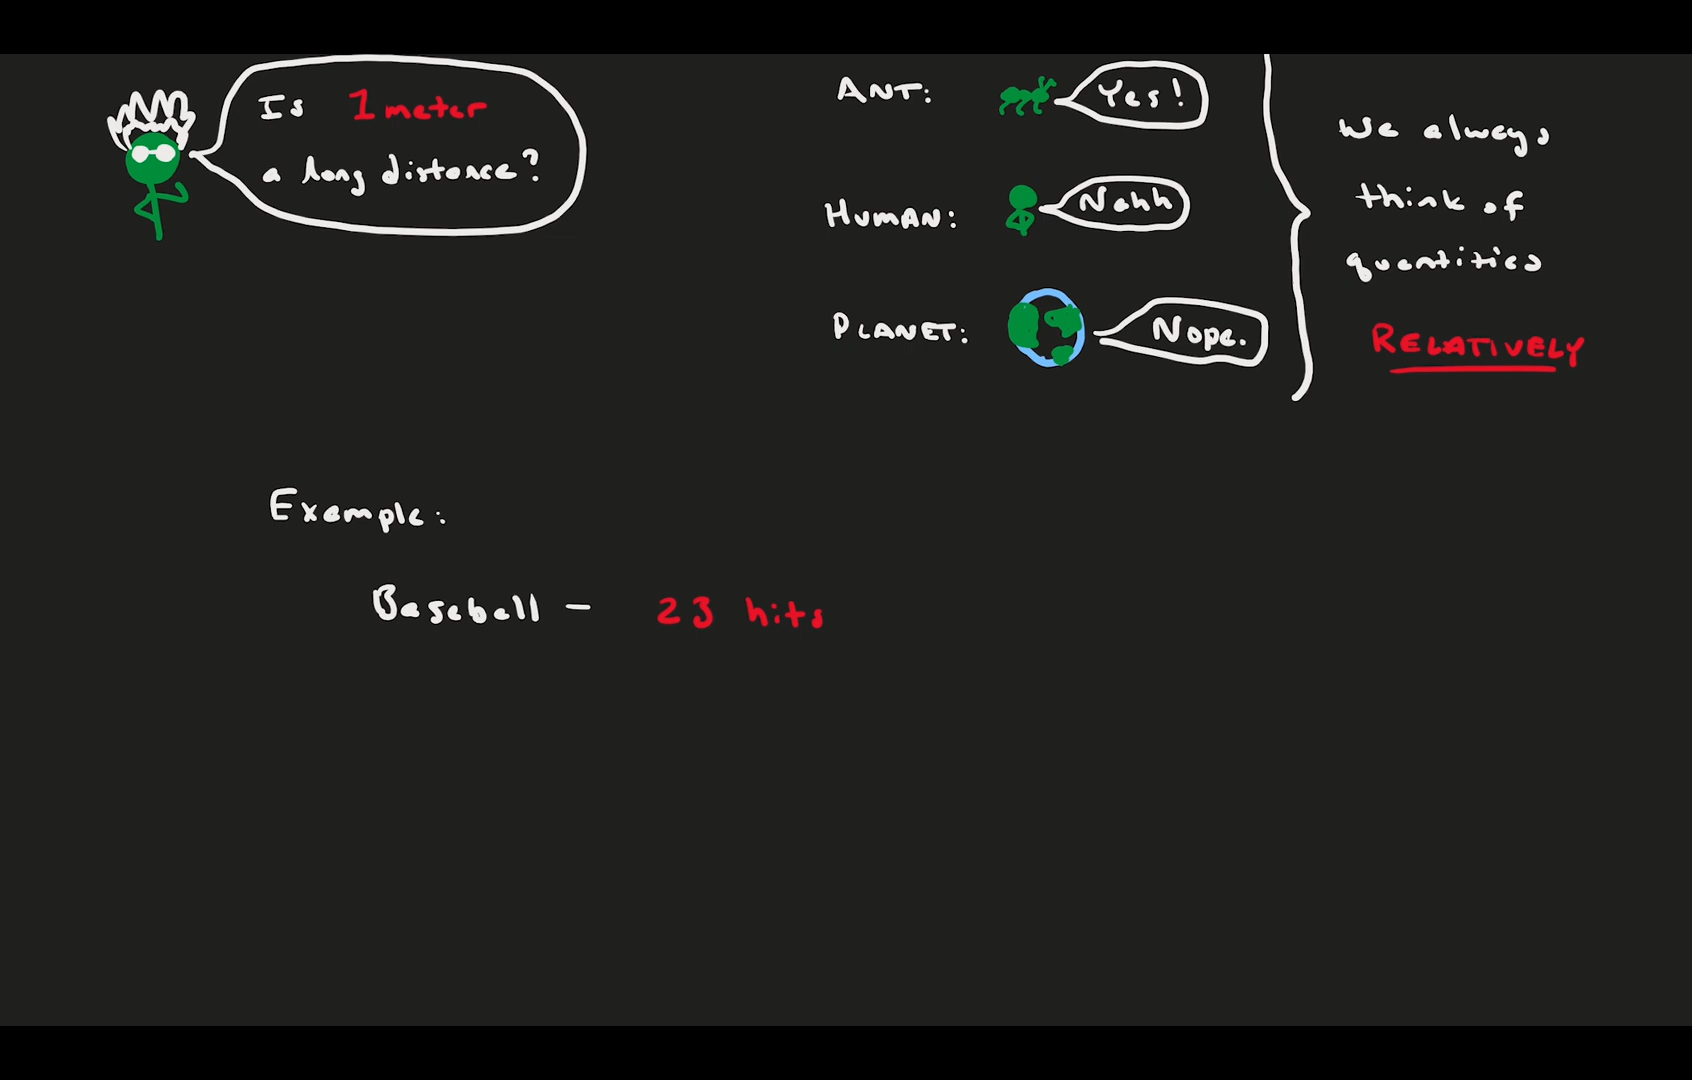 Is 1 meter
a long distance?
ANT:
Yes!
HUMAN:
Nahh
PLANET:
Nope.
We always
think of
quantities
RELATIVELY
Example:
Baseball - 23 hits